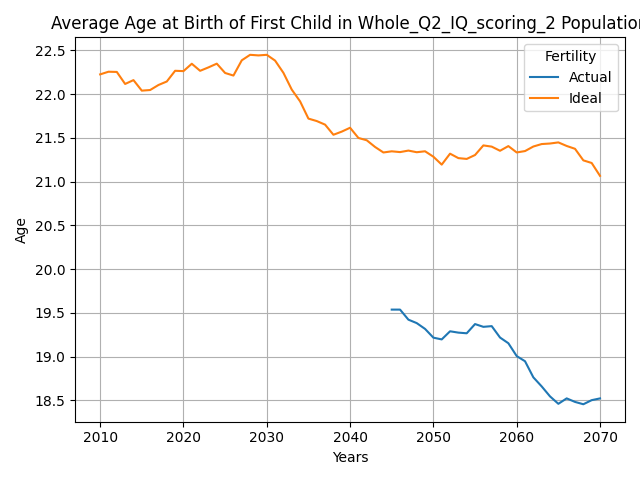 Average Age at Birth of First Child in Whole_Q2_IQ_scoring_2 Population
Fertility
Actual
Ideal
22.5
22.0
21.5
21.0
20.5
20.0
19.5
19.0
18.5
Age
2010 2020 2030 2040 2050 2060 2070
Years